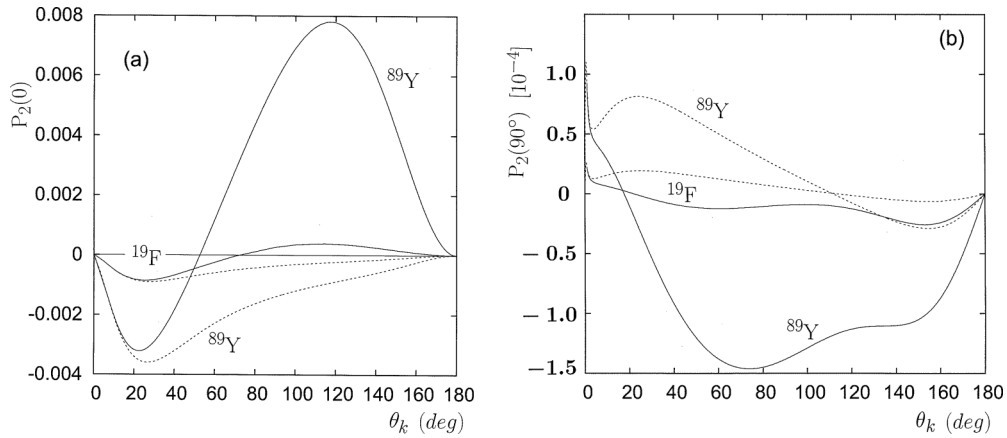 (a)
P₂(0)
0.008
0.006
0.004
0.002
0
-0.002
-0.004
⁸⁹Y
¹⁹F
⁸⁹Y
0 20 40 60 80 100 120 140 160 180
θₖ (deg)
(b)
P₂(90°) [10⁻⁴]
1.0
0.5
0
−0.5
−1.0
−1.5
⁸⁹Y
¹⁹F
⁸⁹Y
0 20 40 60 80 100 120 140 160 180
θₖ (deg)